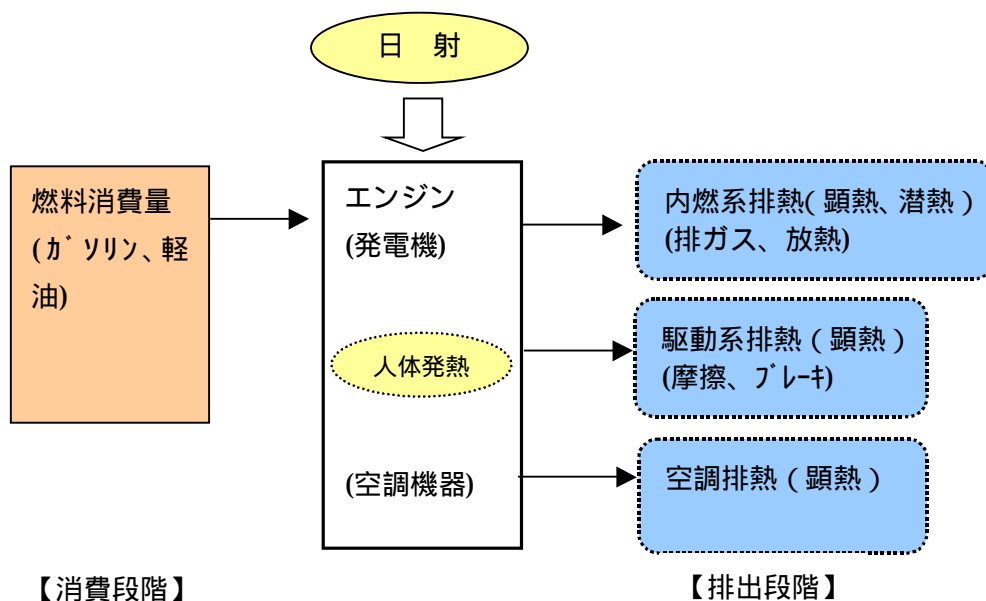 日 射
燃料消費量
(ガソリン、軽
油)
エンジン
(発電機)
人体発熱
(空調機器)
内燃系排熱(顕熱、潜熱)
(排ガス、放熱)
駆動系排熱(顕熱)
(摩擦、ブレーキ)
空調排熱(顕熱)
【消費段階】
【排出段階】